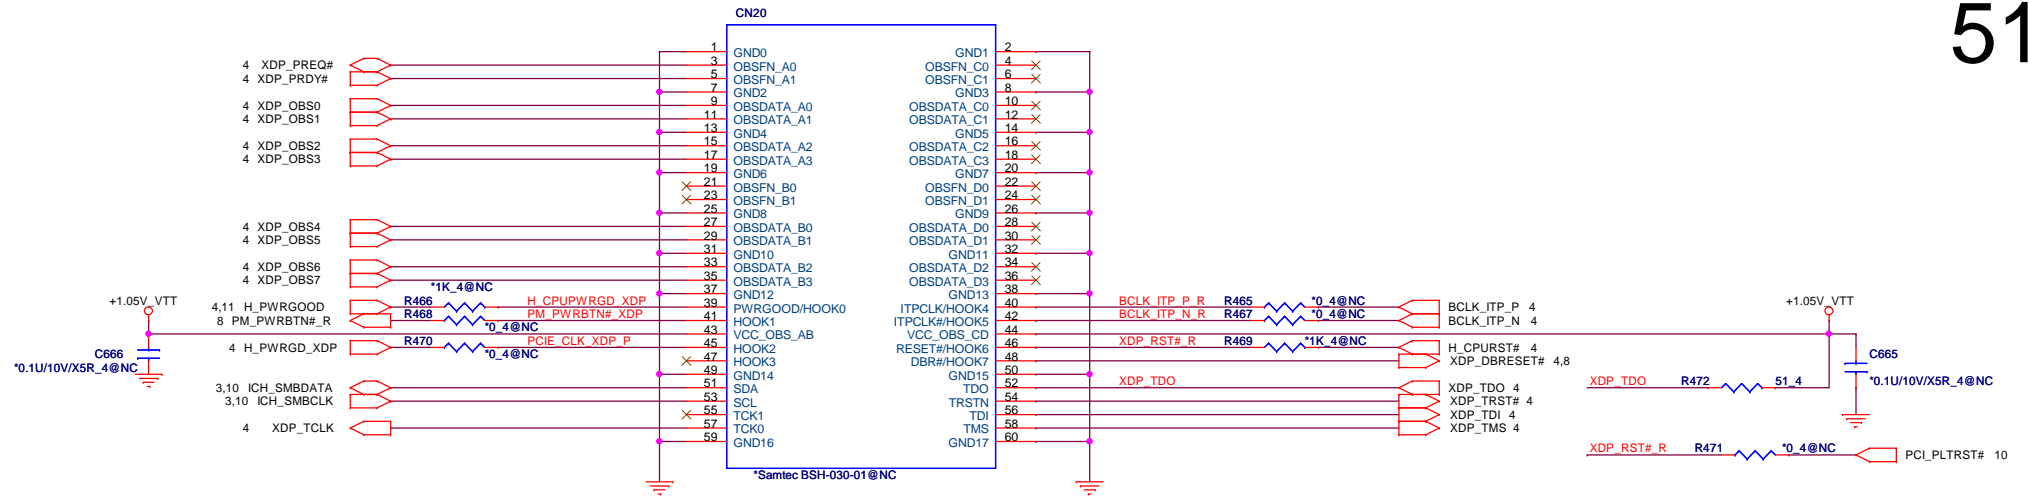 51
CN20
1 GND0 GND1 2
4 XDP_PREQ# 3 OBSFN_A0 OBSFN_C0 4
4 XDP_PRDY# 5 OBSFN_A1 OBSFN_C1 6
7 GND2 GND3 8
4 XDP_OBS0 9 OBSDATA_A0 OBSDATA_C0 10
4 XDP_OBS1 11 OBSDATA_A1 OBSDATA_C1 12
13 GND4 GND5 14
4 XDP_OBS2 15 OBSDATA_A2 OBSDATA_C2 16
4 XDP_OBS3 17 OBSDATA_A3 OBSDATA_C3 18
19 GND6 GND7 20
21 OBSFN_B0 OBSFN_D0 22
23 OBSFN_B1 OBSFN_D1 24
25 GND8 GND9 26
4 XDP_OBS4 27 OBSDATA_B0 OBSDATA_D0 28
4 XDP_OBS5 29 OBSDATA_B1 OBSDATA_D1 30
31 GND10 GND11 32
4 XDP_OBS6 33 OBSDATA_B2 OBSDATA_D2 34
4 XDP_OBS7 35 OBSDATA_B3 OBSDATA_D3 36
*1K_4@NC 37 GND12 GND13 38
+1.05V_VTT +1.05V_VTT
4,11 H_PWRGOOD R466 H_CPUPWRGD_XDP 39 PWRGOOD/HOOK0 ITPCLK/HOOK4 40 BCLK_ITP_P_R R465 *0_4@NC BCLK_ITP_P 4
8 PM_PWRBTN#_R R468 PM_PWRBTN#_XDP 41 HOOK1 ITPCLK#/HOOK5 42 BCLK_ITP_N_R R467 *0_4@NC BCLK_ITP_N 4
*0_4@NC 43 VCC_OBS_AB VCC_OBS_CD 44
4 H_PWRGD_XDP R470 PCIE_CLK_XDP_P 45 HOOK2 RESET#/HOOK6 46 XDP_RST#_R R469 *1K_4@NC H_CPURST# 4
C666 *0_4@NC 47 HOOK3 DBR#/HOOK7 48 XDP_DBRESET# 4,8 C665
*0.1U/10V/X5R_4@NC 49 GND14 GND15 50
3,10 ICH_SMBDATA 51 SDA TDO 52 XDP_TDO XDP_TDO 4 XDP_TDO R472 51_4 *0.1U/10V/X5R_4@NC
3,10 ICH_SMBCLK 53 SCL TRSTN 54 XDP_TRST# 4
55 TCK1 TDI 56 XDP_TDI 4
4 XDP_TCLK 57 TCK0 TMS 58 XDP_TMS 4
59 GND16 GND17 60
XDP_RST#_R R471 *0_4@NC PCI_PLTRST# 10
*Samtec BSH-030-01@NC